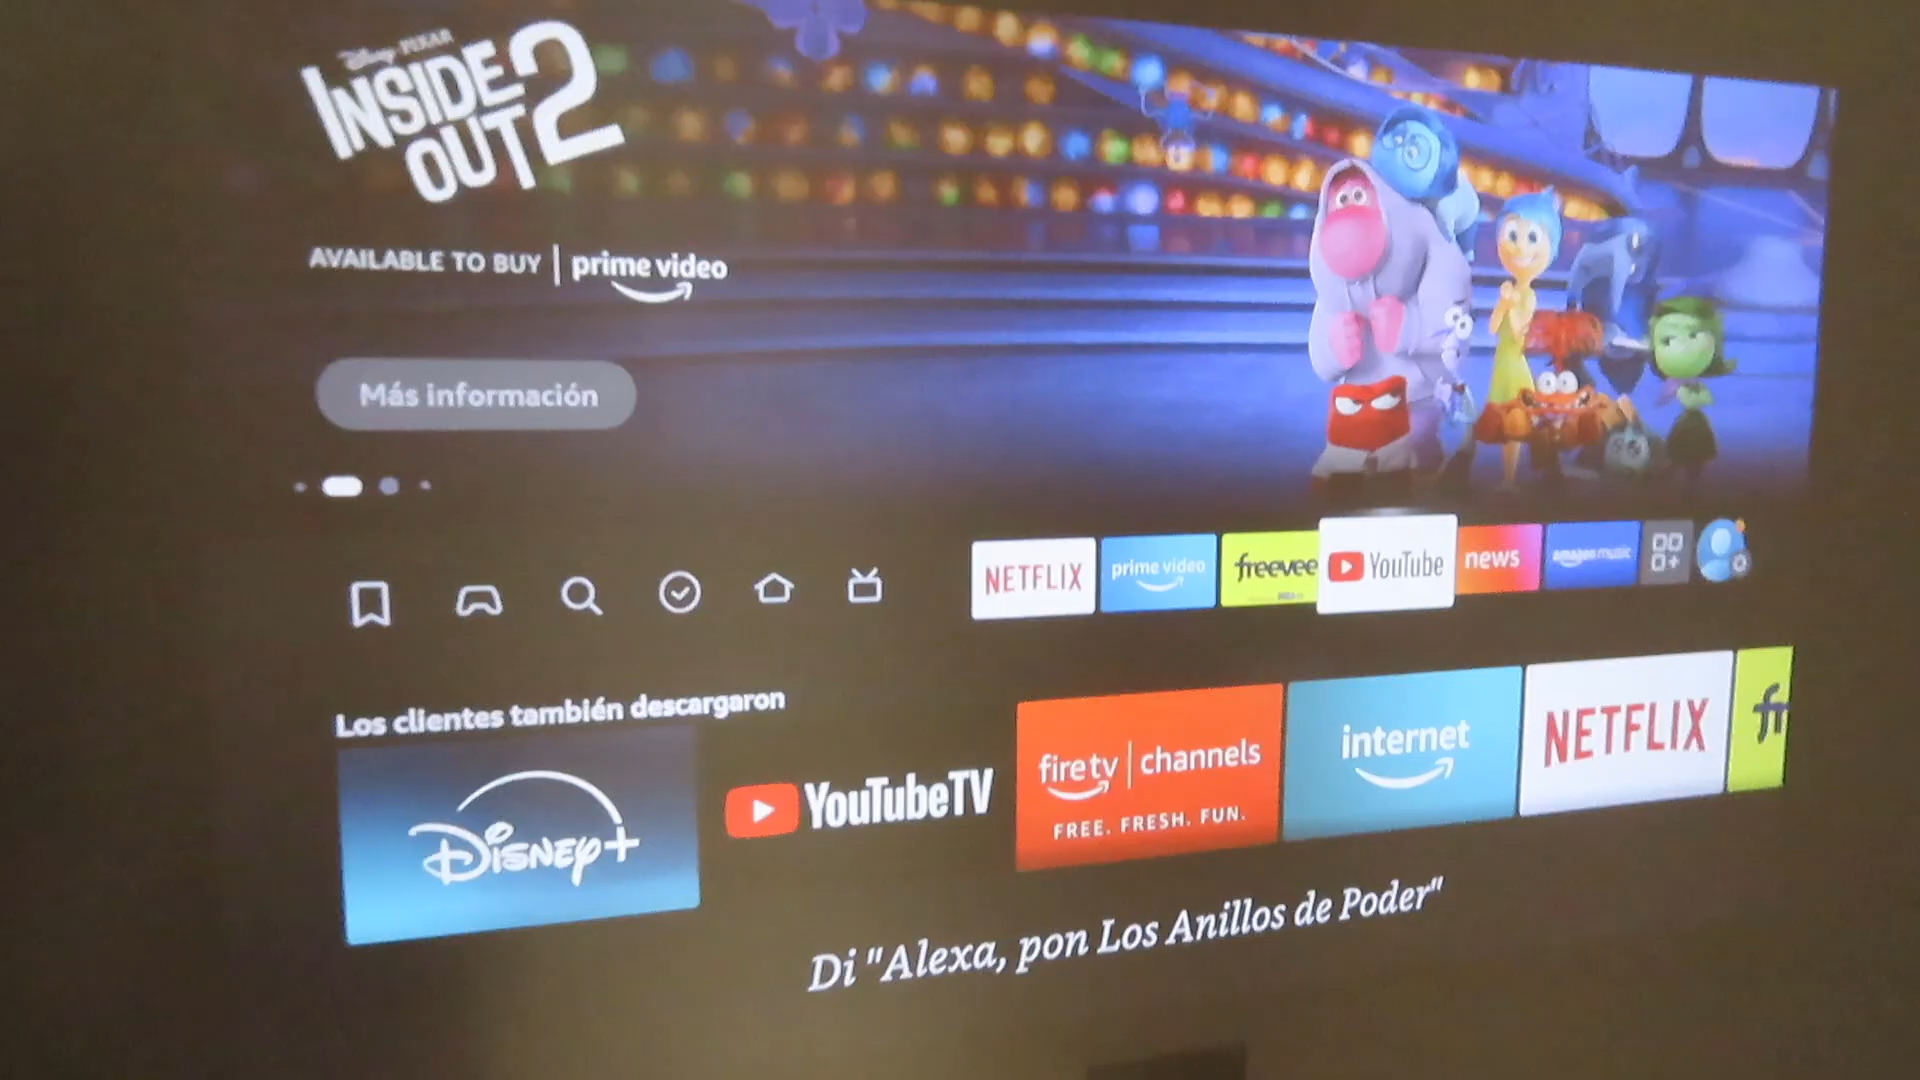 Disney PIXAR
INSIDE
OUT 2
AVAILABLE TO BUY | prime video
Más información
NETFLIX
prime video
freevee
YouTube
news
amazon music
Los clientes también descargaron
Disney+
YouTubeTV
firetv | channels
FREE. FRESH. FUN.
internet
NETFLIX
fr
Di "Alexa, pon Los Anillos de Poder"